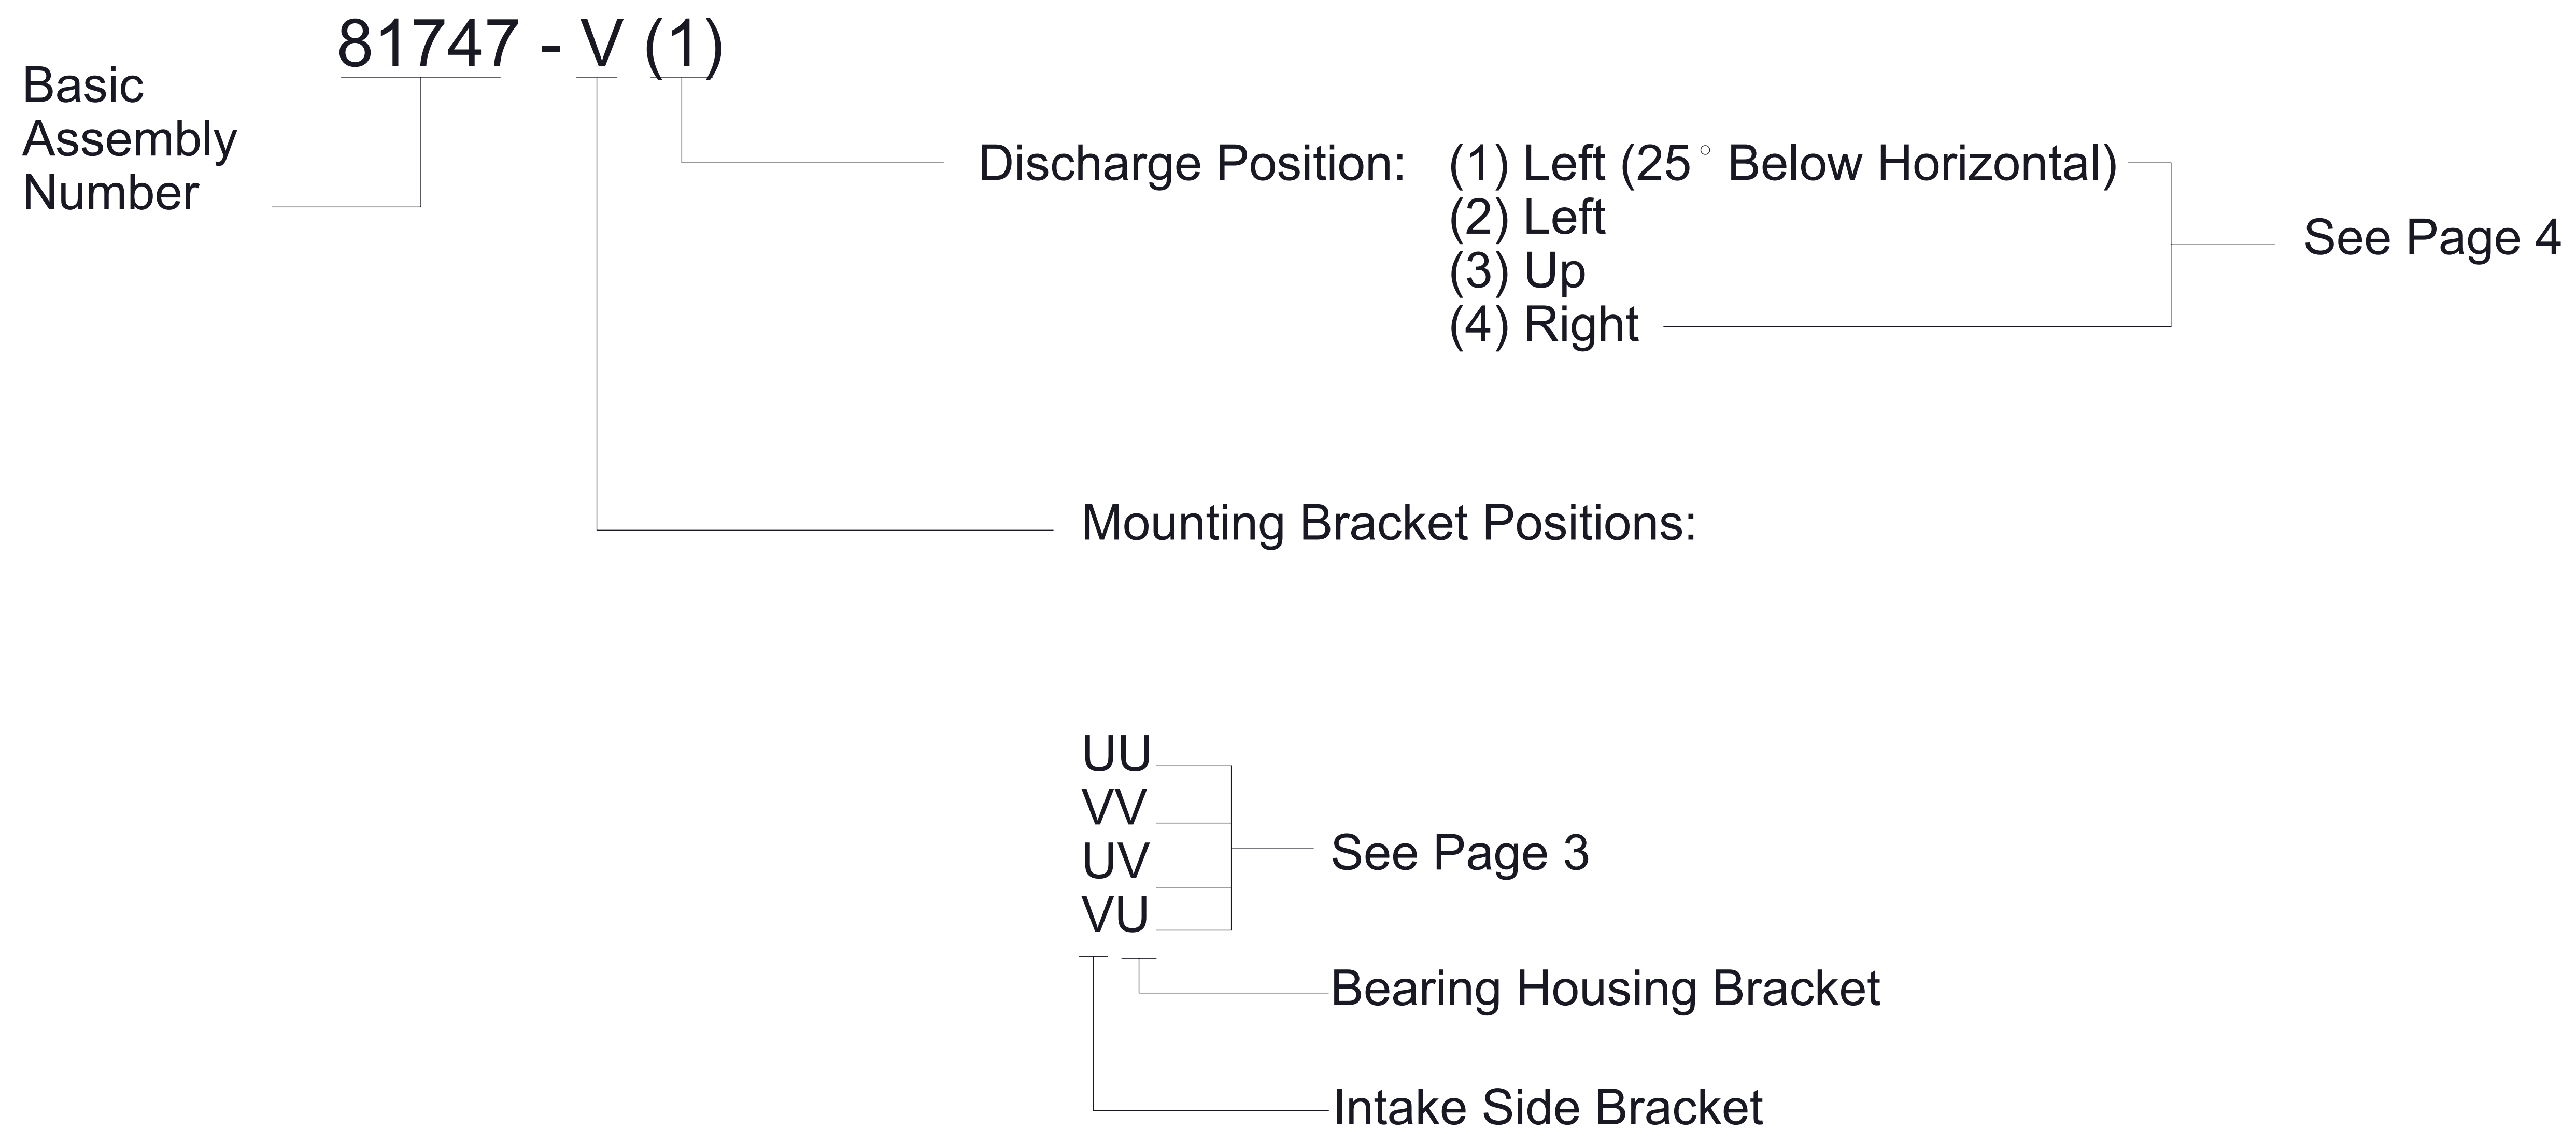 81747 - V (1)
Basic
Assembly
Number
Discharge Position: (1) Left (25° Below Horizontal)
(2) Left
(3) Up
(4) Right
See Page 4
Mounting Bracket Positions:
UU
VV
UV
VU
See Page 3
Bearing Housing Bracket
Intake Side Bracket